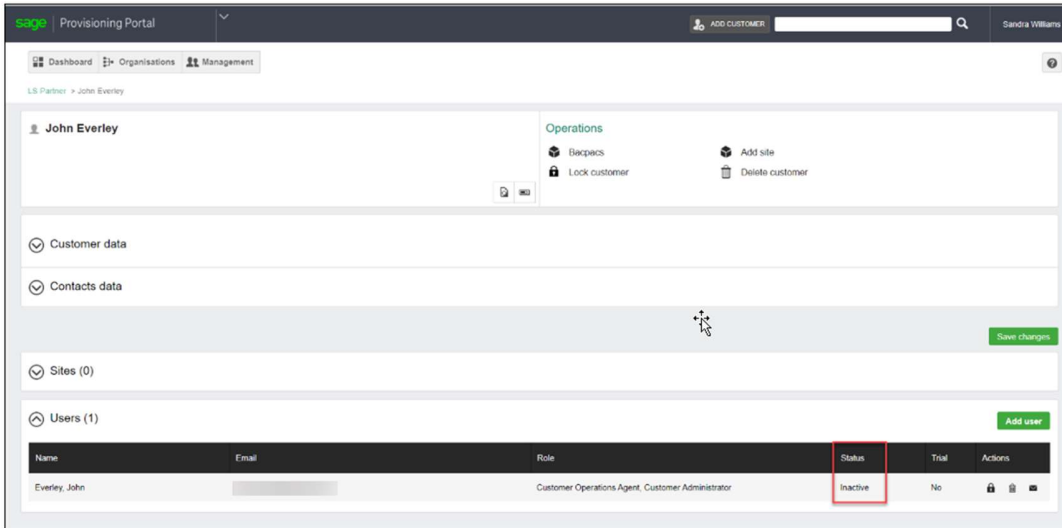 sage Provisioning Portal ADD CUSTOMER Sandra Williams
Dashboard Organisations Management
LS Partner > John Everley
John Everley
Operations
Bacpacs Add site
Lock customer Delete customer
Customer data
Contacts data
Save changes
Sites (0)
Users (1)
Add user
Name Email Role Status Trial Actions
Everley, John Customer Operations Agent, Customer Administrator Inactive No